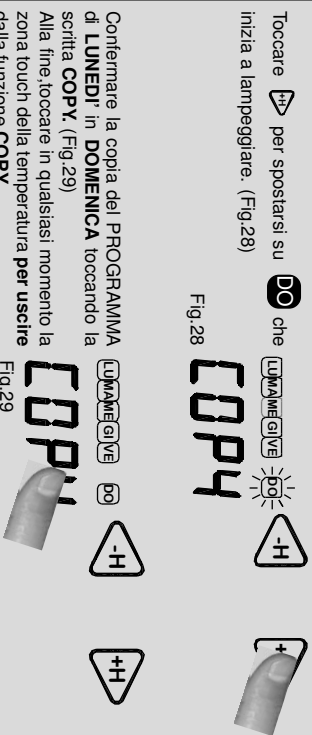 Toccare +H per spostarsi su DO che
inizia a lampeggiare. (Fig.28)
LU MA ME GI VE DO
COPY
-H
+
Fig.28
Confermare la copia del PROGRAMMA
di LUNEDI' in DOMENICA toccando la
scritta COPY. (Fig.29)
Alla fine,toccare in qualsiasi momento la
zona touch della temperatura per uscire
dalla funzione COPY
LU MA ME GI VE DO
COPY
-H
+H
Fig.29